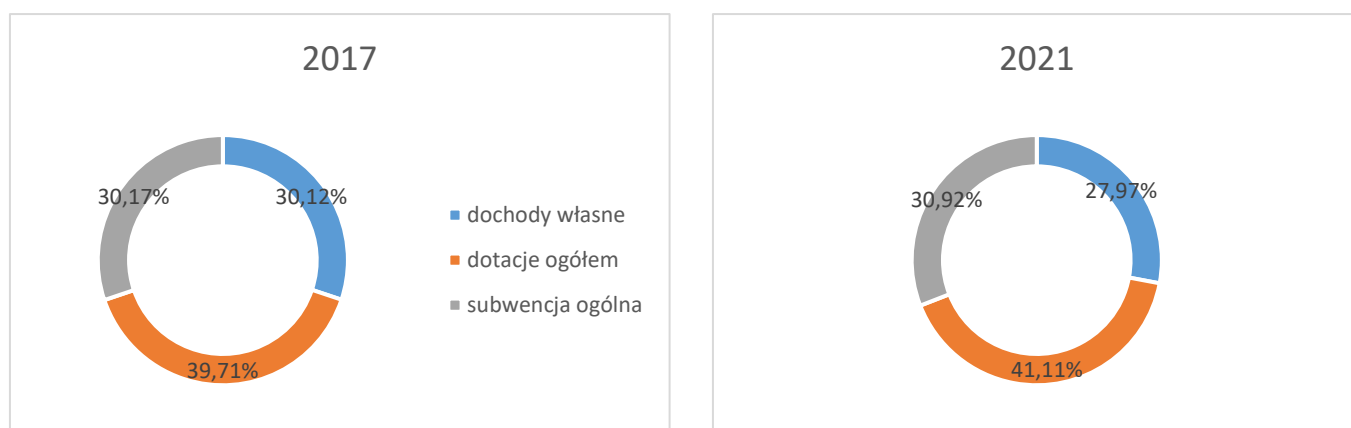 2017
30,17%
30,12%
39,71%
dochody własne
dotacje ogółem
subwencja ogólna
2021
30,92%
27,97%
41,11%